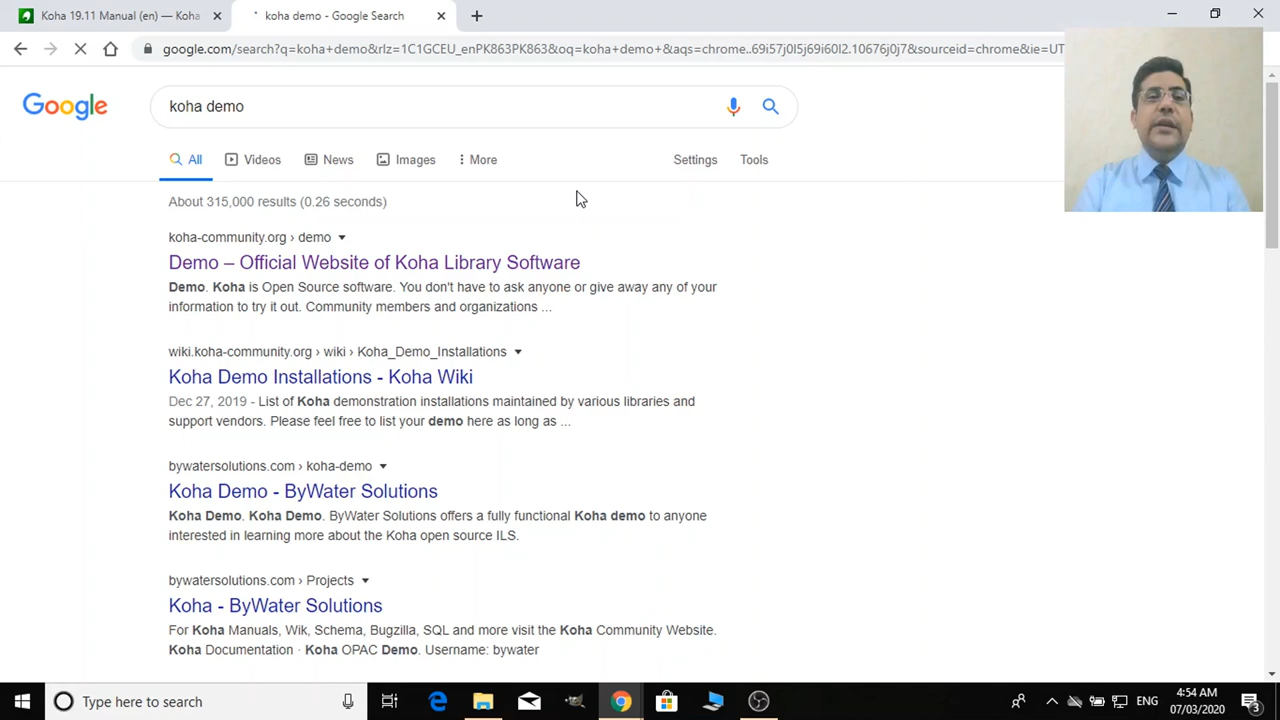 Koha 19.11 Manual (en) — Koha
koha demo - Google Search
google.com/search?q=koha+demo&rlz=1C1GCEU_enPK863PK863&oq=koha+demo+&aqs=chrome..69i57j0l5j69i60l2.10676j0j7&sourceid=chrome&ie=UT
Google
koha demo
All
Videos
News
Images
More
Settings
Tools
About 315,000 results (0.26 seconds)
koha-community.org › demo
Demo – Official Website of Koha Library Software
Demo. Koha is Open Source software. You don't have to ask anyone or give away any of your
information to try it out. Community members and organizations ...
wiki.koha-community.org › wiki › Koha_Demo_Installations
Koha Demo Installations - Koha Wiki
Dec 27, 2019 - List of Koha demonstration installations maintained by various libraries and
support vendors. Please feel free to list your demo here as long as ...
bywatersolutions.com › koha-demo
Koha Demo - ByWater Solutions
Koha Demo. Koha Demo. ByWater Solutions offers a fully functional Koha demo to anyone
interested in learning more about the Koha open source ILS.
bywatersolutions.com › Projects
Koha - ByWater Solutions
For Koha Manuals, Wik, Schema, Bugzilla, SQL and more visit the Koha Community Website.
Koha Documentation · Koha OPAC Demo. Username: bywater
Type here to search
ENG
4:54 AM
07/03/2020
3